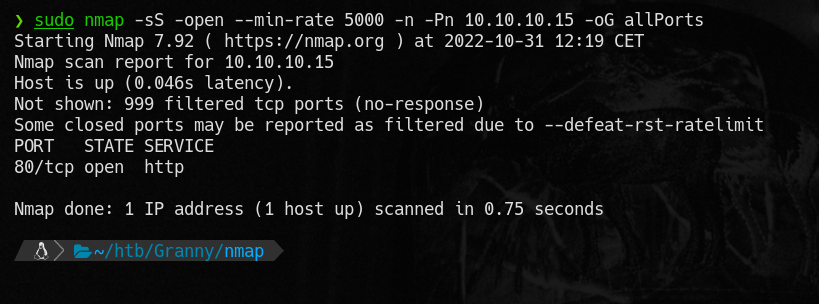 ❯ sudo nmap -sS -open --min-rate 5000 -n -Pn 10.10.10.15 -oG allPorts
Starting Nmap 7.92 ( https://nmap.org ) at 2022-10-31 12:19 CET
Nmap scan report for 10.10.10.15
Host is up (0.046s latency).
Not shown: 999 filtered tcp ports (no-response)
Some closed ports may be reported as filtered due to --defeat-rst-ratelimit
PORT   STATE SERVICE
80/tcp open  http
Nmap done: 1 IP address (1 host up) scanned in 0.75 seconds
~/htb/Granny/nmap